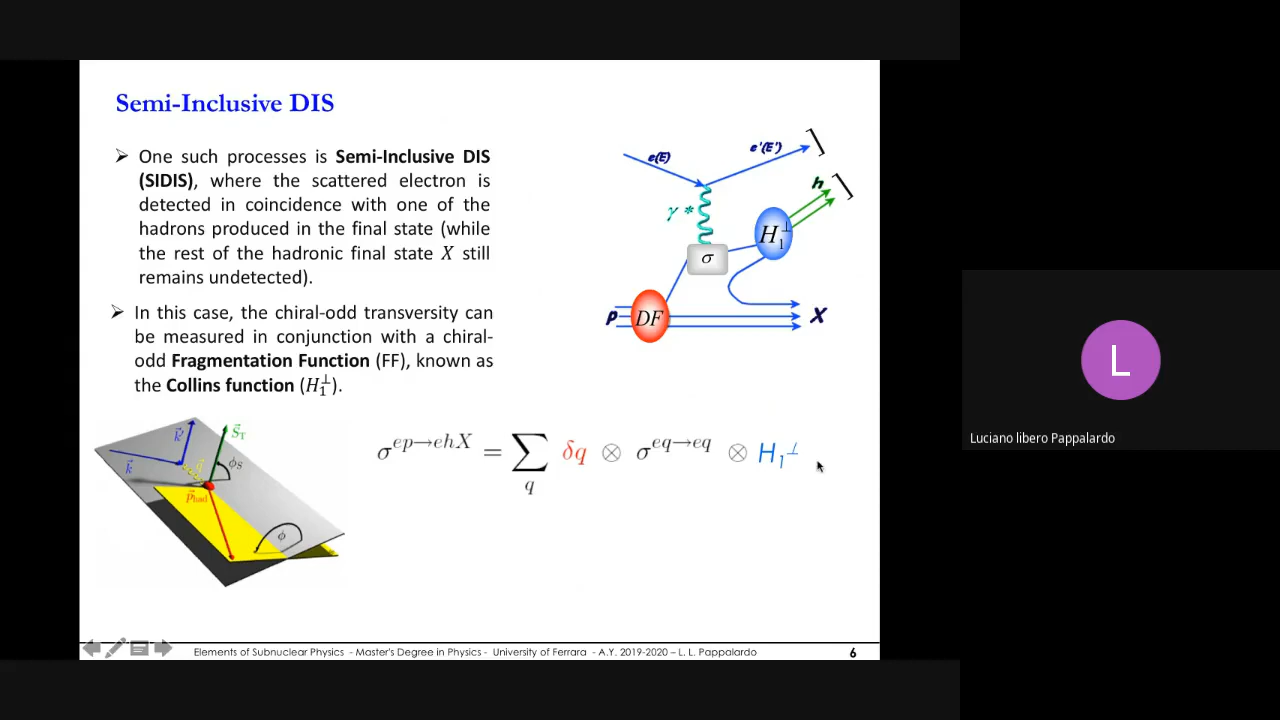 Semi-Inclusive DIS
➢ One such processes is Semi-Inclusive DIS
(SIDIS), where the scattered electron is
detected in coincidence with one of the
hadrons produced in the final state (while
the rest of the hadronic final state X still
remains undetected).
➢ In this case, the chiral-odd transversity can
be measured in conjunction with a chiral-
odd Fragmentation Function (FF), known as
the Collins function (H₁^⊥).
e(E)
e'(E')
h
γ*
H₁^⊥
σ
P
DF
X
k⃗'
S⃗_T
k⃗
q⃗
ϕ_S
P⃗_had
ϕ
σ^{ep→ehX} = ∑_q δq ⊗ σ^{eq→eq} ⊗ H₁^⊥
Elements of Subnuclear Physics - Master's Degree in Physics - University of Ferrara - A.Y. 2019-2020 – L. L. Pappalardo
6
L
Luciano libero Pappalardo